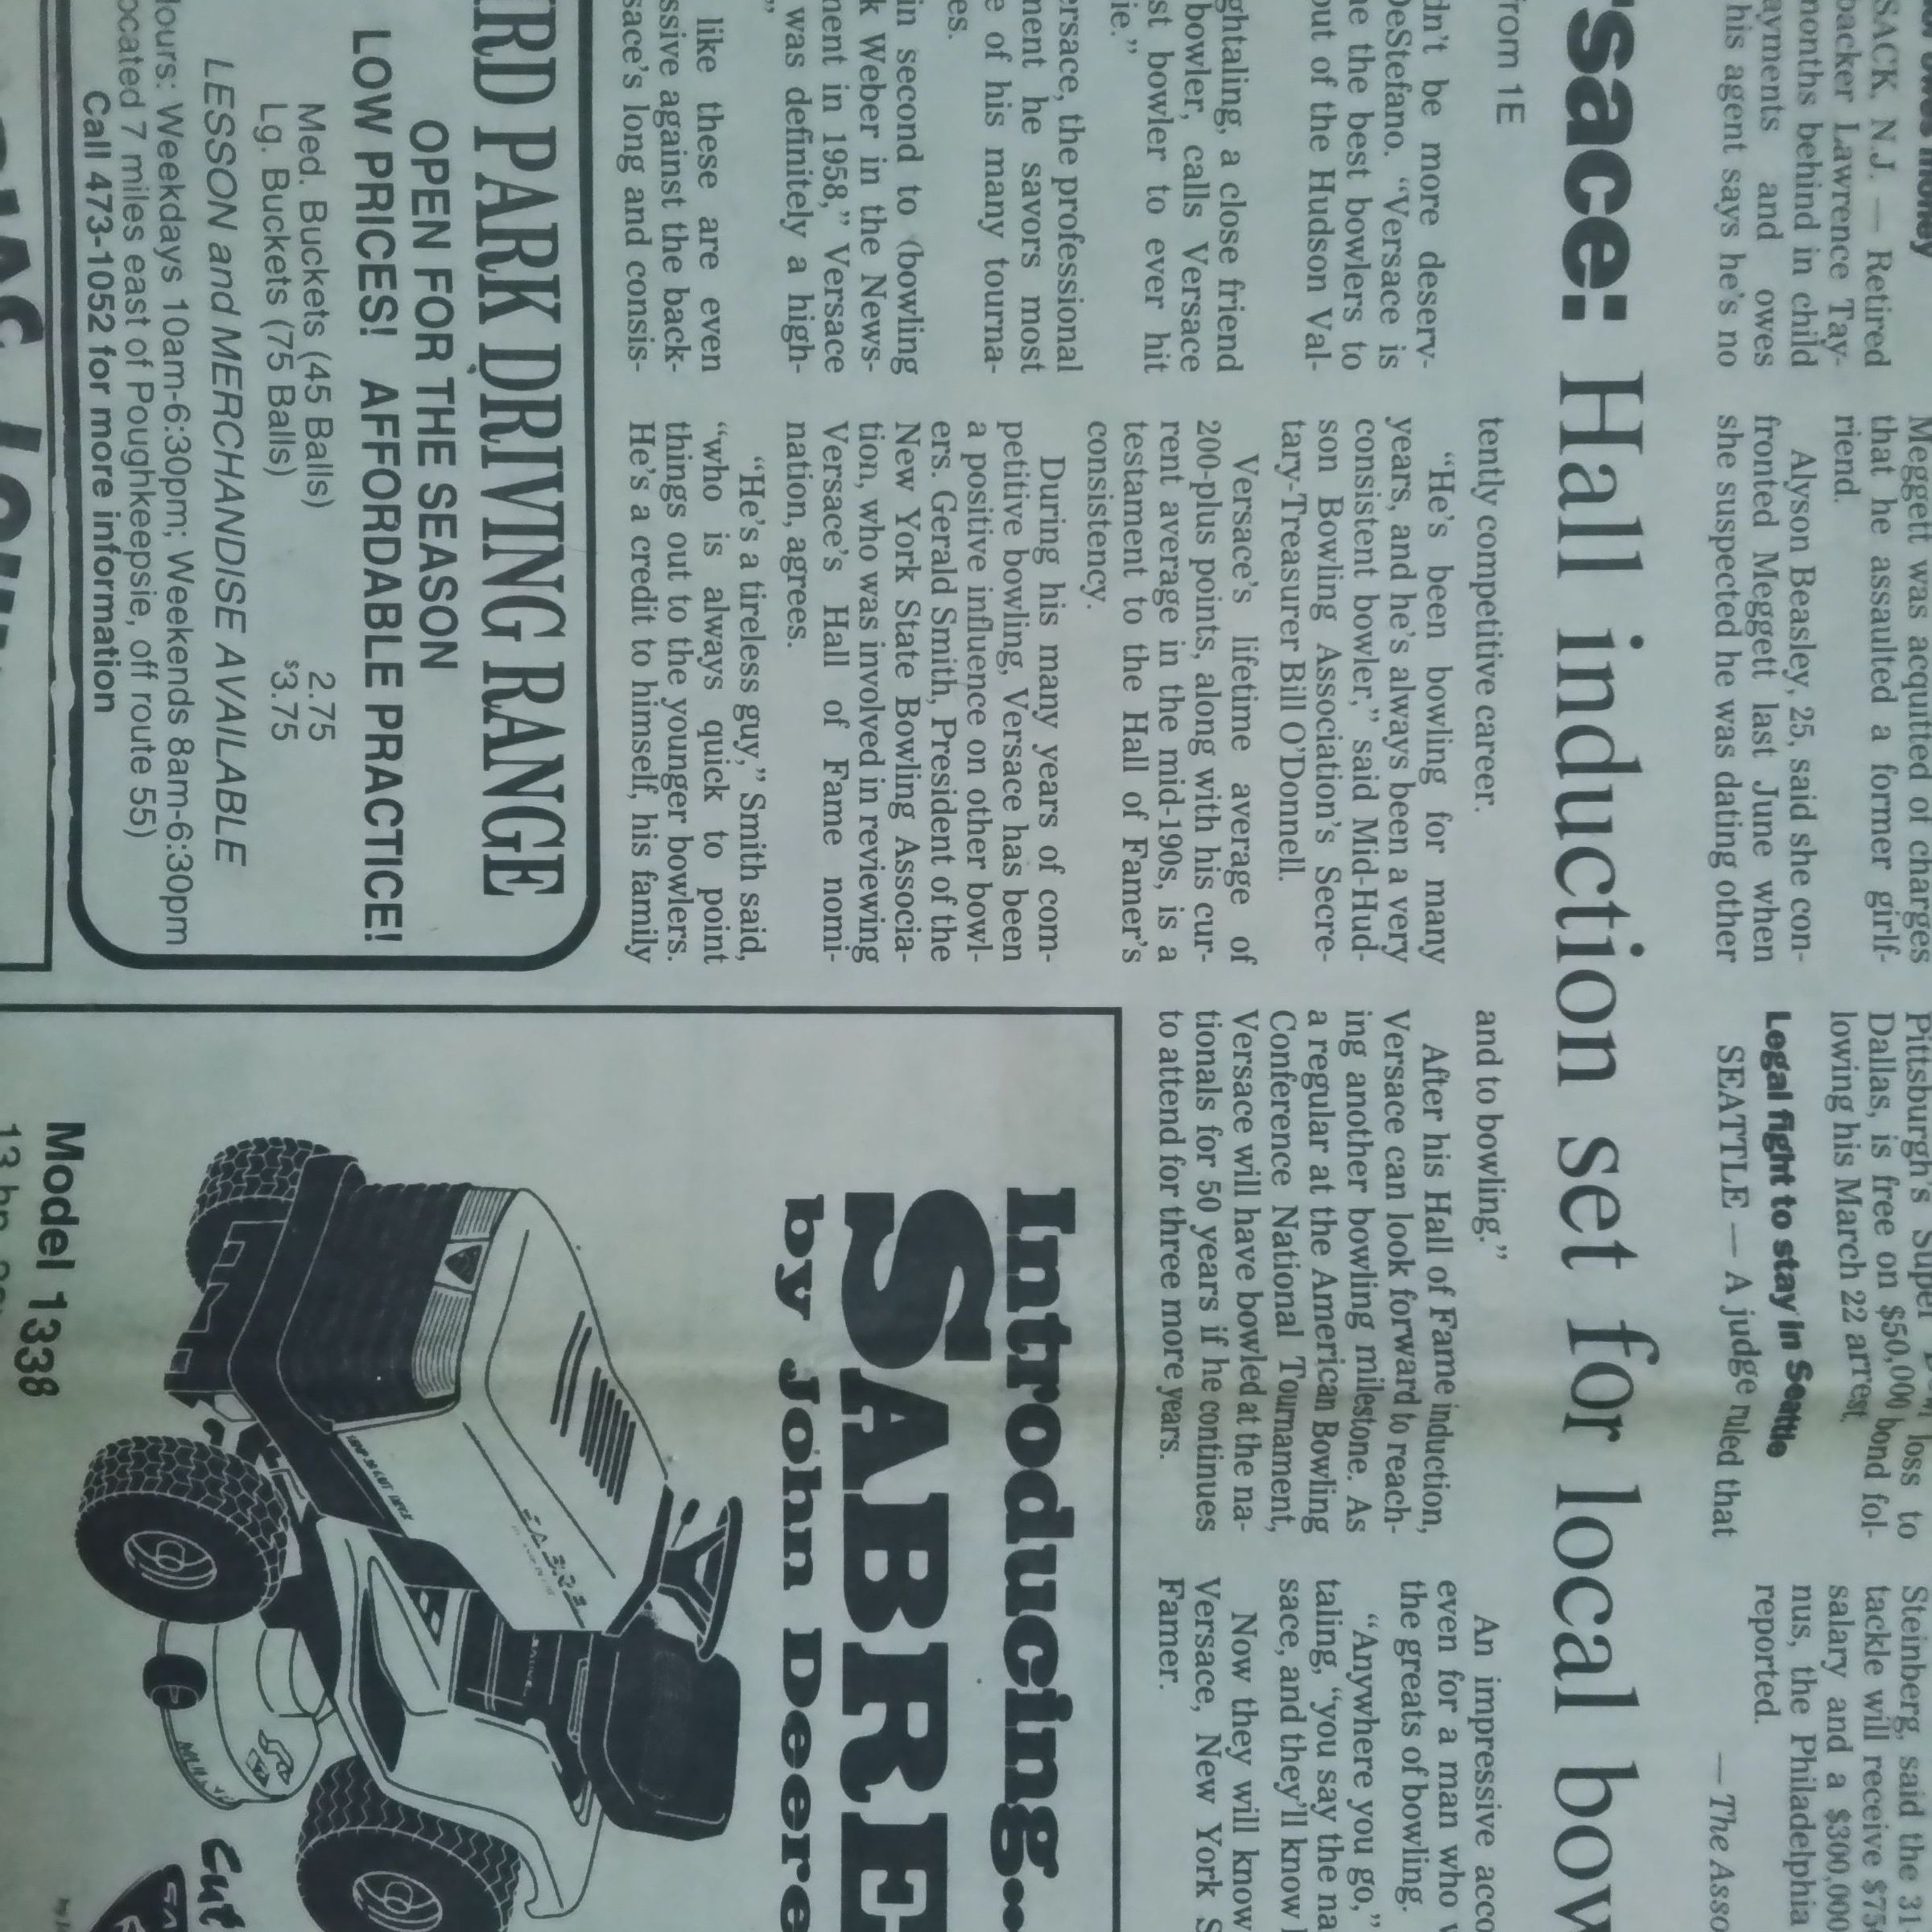 SACK, N.J. — Retired
backer Lawrence Tay-
months behind in child
ayments and owes
his agent says he's no
Meggett was acquitted of charges
that he assaulted a former girlf-
riend.
Alyson Beasley, 25, said she con-
fronted Meggett last June when
she suspected he was dating other
Pittsburgh's Super Bowl loss to
Dallas, is free on $50,000 bond fol-
lowing his March 22 arrest.
Legal fight to stay in Seattle
SEATTLE — A judge ruled that
Steinberg, said the 31-
tackle will receive $75
salary and a $300,000
nus, the Philadelphia
reported.
— The Asso
rsace: Hall induction set for local bow
from 1E
dn't be more deserv-
DeStefano. "Versace is
ne the best bowlers to
out of the Hudson Val-
ghtaling, a close friend
bowler, calls Versace
st bowler to ever hit
ie."
ersace, the professional
ment he savors most
e of his many tourna-
es.
in second to (bowling
k Weber in the News-
ment in 1958," Versace
was definitely a high-
"
like these are even
ssive against the back-
sace's long and consis-
tently competitive career.
"He's been bowling for many
years, and he's always been a very
consistent bowler," said Mid-Hud-
son Bowling Association's Secre-
tary-Treasurer Bill O'Donnell.
Versace's lifetime average of
200-plus points, along with his cur-
rent average in the mid-190s, is a
testament to the Hall of Famer's
consistency.
During his many years of com-
petitive bowling, Versace has been
a positive influence on other bowl-
ers. Gerald Smith, President of the
New York State Bowling Associa-
tion, who was involved in reviewing
Versace's Hall of Fame nomi-
nation, agrees.
"He's a tireless guy," Smith said,
"who is always quick to point
things out to the younger bowlers.
He's a credit to himself, his family
and to bowling."
After his Hall of Fame induction,
Versace can look forward to reach-
ing another bowling milestone. As
a regular at the American Bowling
Conference National Tournament,
Versace will have bowled at the na-
tionals for 50 years if he continues
to attend for three more years.
An impressive acco
even for a man who
the greats of bowling.
"Anywhere you go,"
taling, "you say the na
sace, and they'll know
Now they will know
Versace, New York S
Famer.
RD PARK DRIVING RANGE
OPEN FOR THE SEASON
LOW PRICES! AFFORDABLE PRACTICE!
Med. Buckets (45 Balls) 2.75
Lg. Buckets (75 Balls) $3.75
LESSON and MERCHANDISE AVAILABLE
Hours: Weekdays 10am-6:30pm; Weekends 8am-6:30pm
ocated 7 miles east of Poughkeepsie, off route 55)
Call 473-1052 for more information
Introducing...
SABRE
by John Deere
SABRE
Model 1338
13 hp
Cut